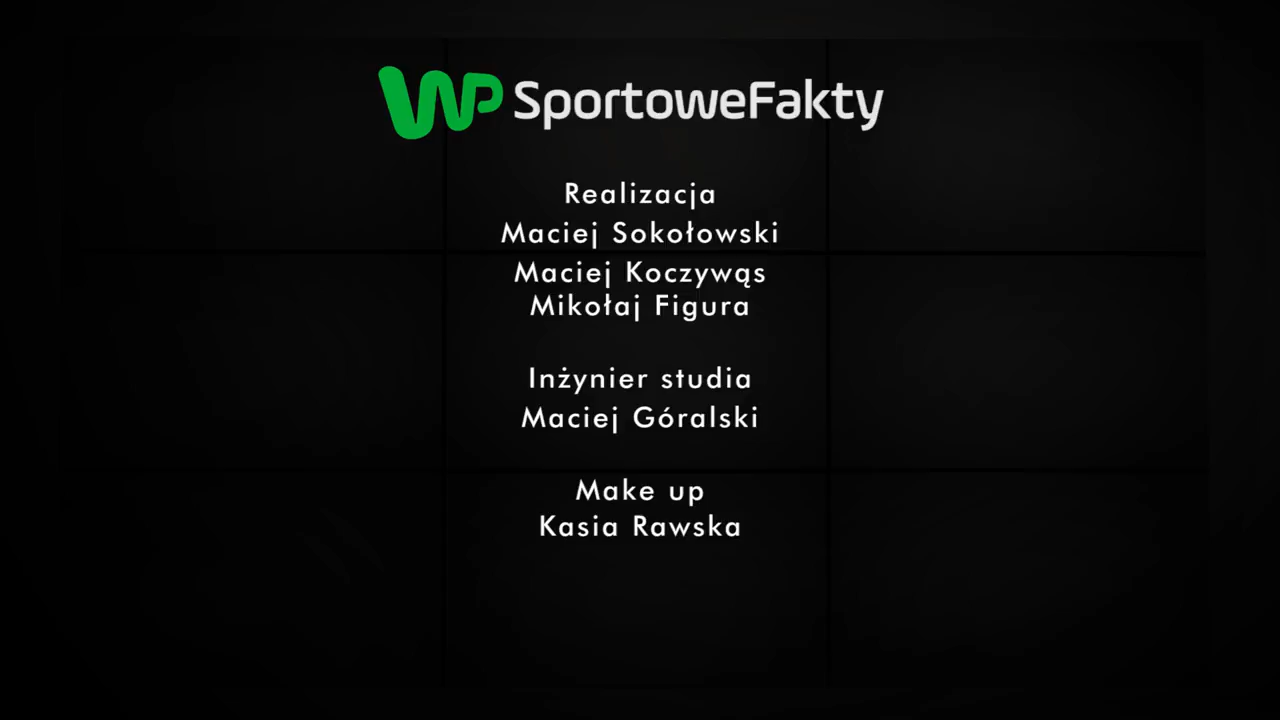 WP SportoweFakty
Realizacja
Maciej Sokołowski
Maciej Koczywąs
Mikołaj Figura
Inżynier studia
Maciej Góralski
Make up
Kasia Rawska